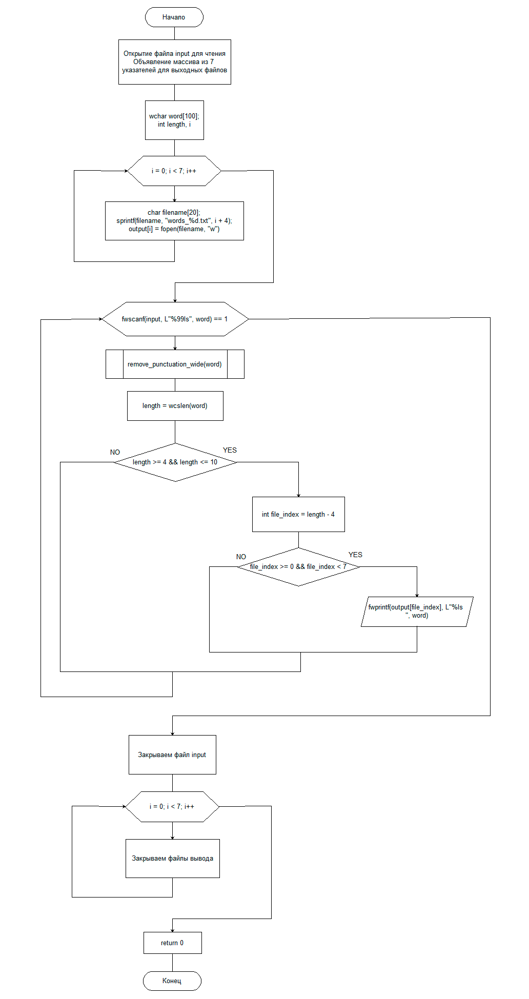 Начало
Открытие файла input для чтения
Объявление массива из 7
указателей для выходных файлов
wchar word[100];
int length, i
i = 0; i < 7; i++
char filename[20];
sprintf(filename, "words_%d.txt", i + 4);
output[i] = fopen(filename, "w")
fwscanf(input, L"%99ls", word) == 1
remove_punctuation_wide(word)
length = wcslen(word)
NO
YES
length >= 4 && length <= 10
int file_index = length - 4
NO
YES
file_index >= 0 && file_index < 7
fwprintf(output[file_index], L"%ls
", word)
Закрываем файл input
i = 0; i < 7; i++
Закрываем файлы вывода
return 0
Конец